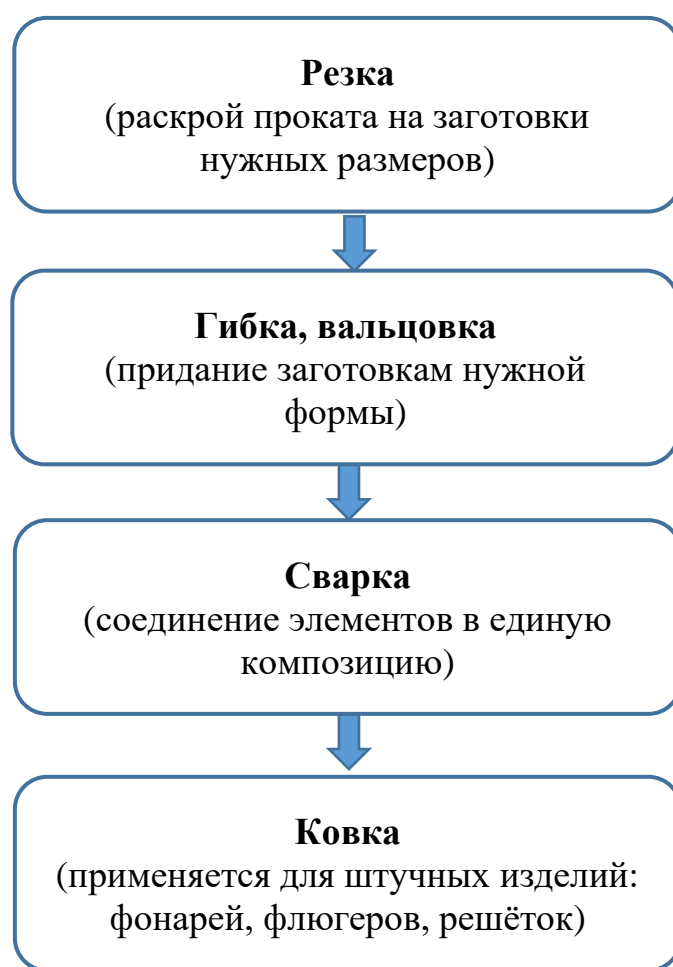 Резка
(раскрой проката на заготовки
нужных размеров)
Гибка, вальцовка
(придание заготовкам нужной
формы)
Сварка
(соединение элементов в единую
композицию)
Ковка
(применяется для штучных изделий:
фонарей, флюгеров, решёток)